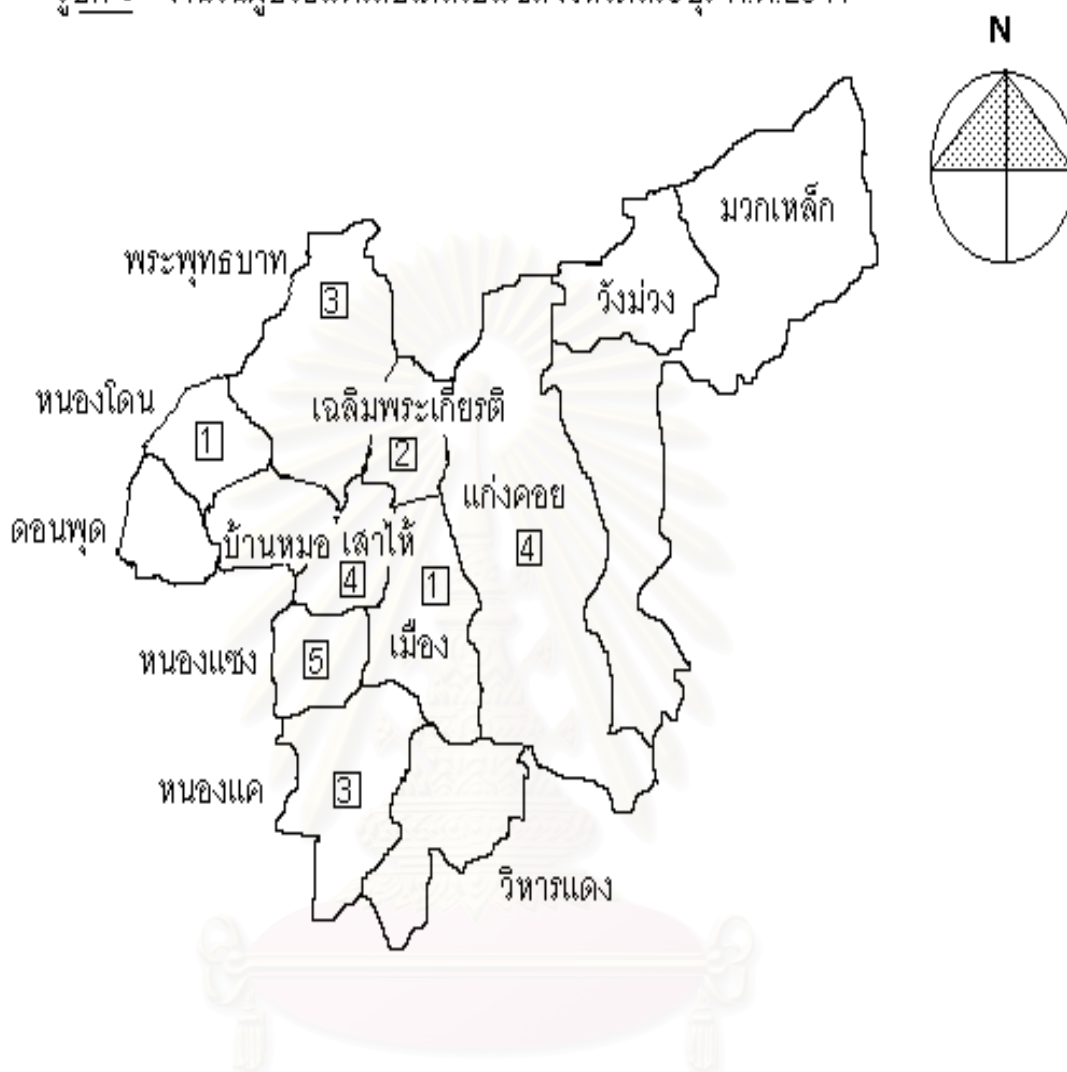 N
มวกเหล็ก
พระพุทธบาท
3
วังม่วง
หนองโดน
1
เฉลิมพระเกียรติ
2
แก่งคอย
4
ดอนพุด
บ้านหมอ เสาไห้
4
1
เมือง
หนองแซง
5
หนองแค
3
วิหารแดง